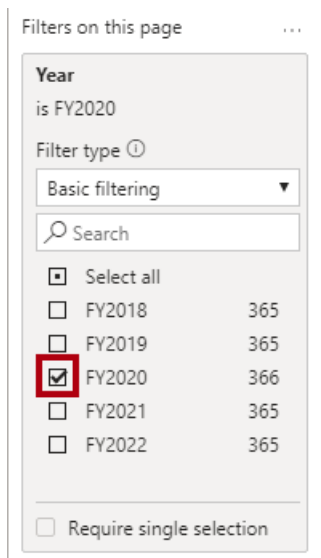 Filters on this page ...
Year
is FY2020
Filter type ⓘ
Basic filtering
Search
Select all
FY2018 365
FY2019 365
FY2020 366
FY2021 365
FY2022 365
Require single selection